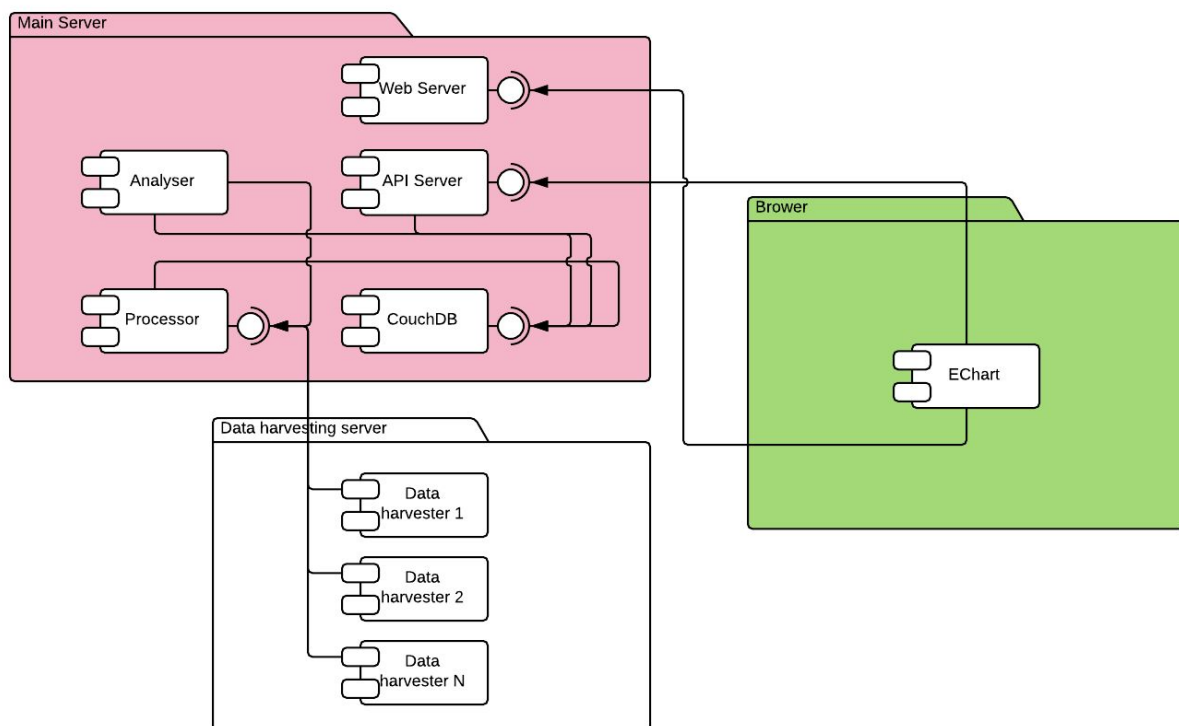 Main Server
Web Server
Analyser
API Server
Brower
Processor
CouchDB
EChart
Data harvesting server
Data
harvester 1
Data
harvester 2
Data
harvester N